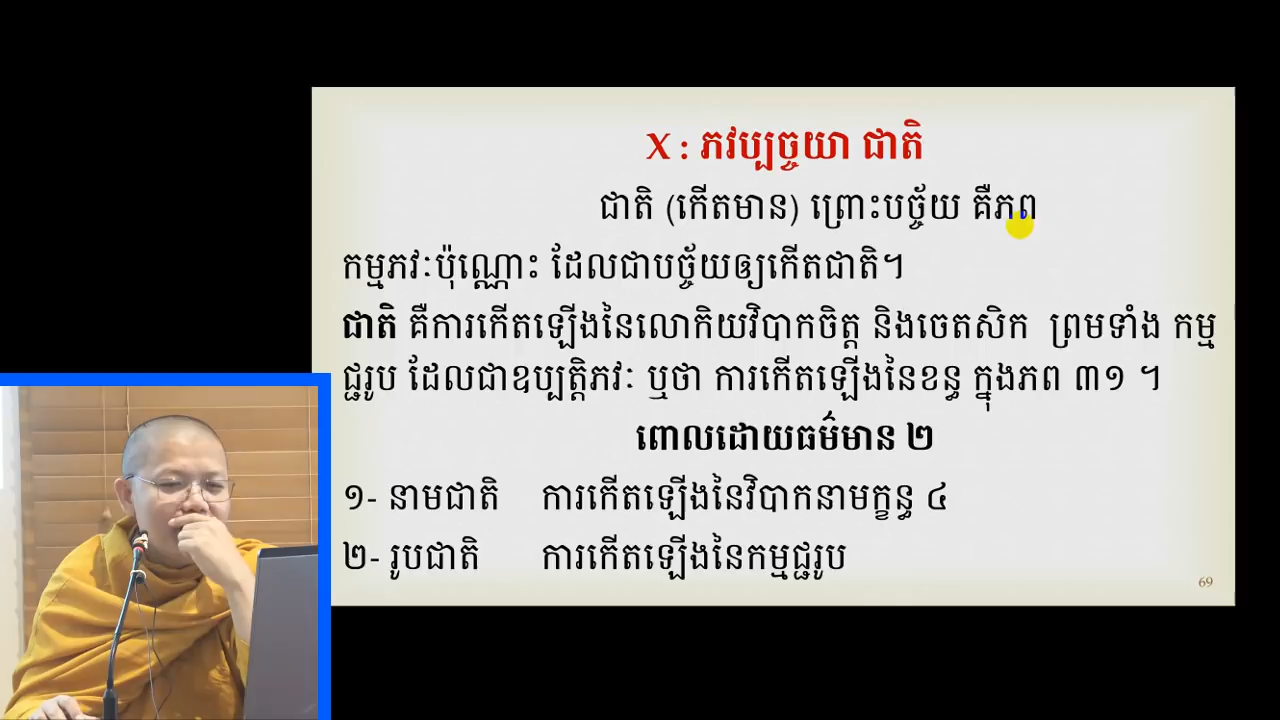 X : ភវប្បច្ចយា ជាតិ
ជាតិ (កើតមាន) ព្រោះបច្ច័យ គឺភព
កម្មភវៈប៉ុណ្ណោះ ដែលជាបច្ច័យឲ្យកើតជាតិ។
ជាតិ គឺការកើតឡើងនៃលោកិយវិបាកចិត្ត និងចេតសិក ព្រមទាំង កម្ម
ជ្ជរូប ដែលជាឧប្បត្តិភវៈ ឬថា ការកើតឡើងនៃខន្ធ ក្នុងភព ៣១ ។
ពោលដោយធម៌មាន ២
១- នាមជាតិ ការកើតឡើងនៃវិបាកនាមក្ខន្ធ ៤
២- រូបជាតិ ការកើតឡើងនៃកម្មជ្ជរូប
69